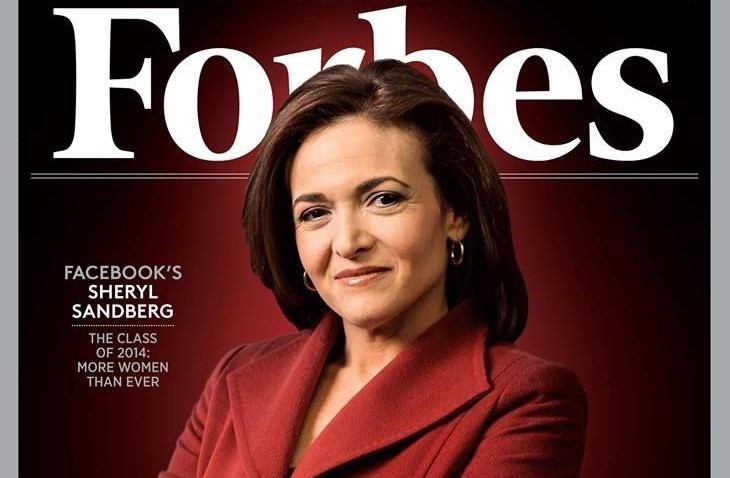 Forbes
FACEBOOK'S
SHERYL
SANDBERG
THE CLASS
OF 2014:
MORE WOMEN
THAN EVER